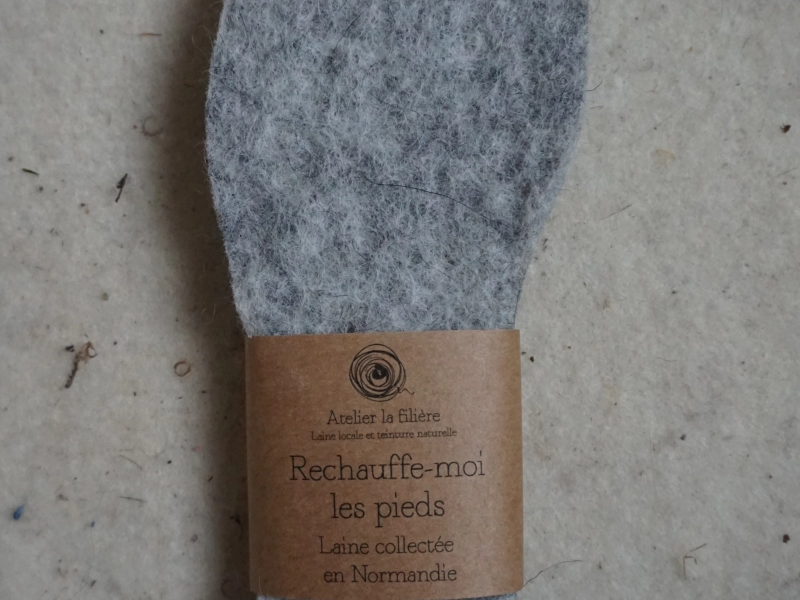 Atelier la filière
Laine locale et teinture naturelle
Rechauffe-moi
les pieds
Laine collectée
en Normandie